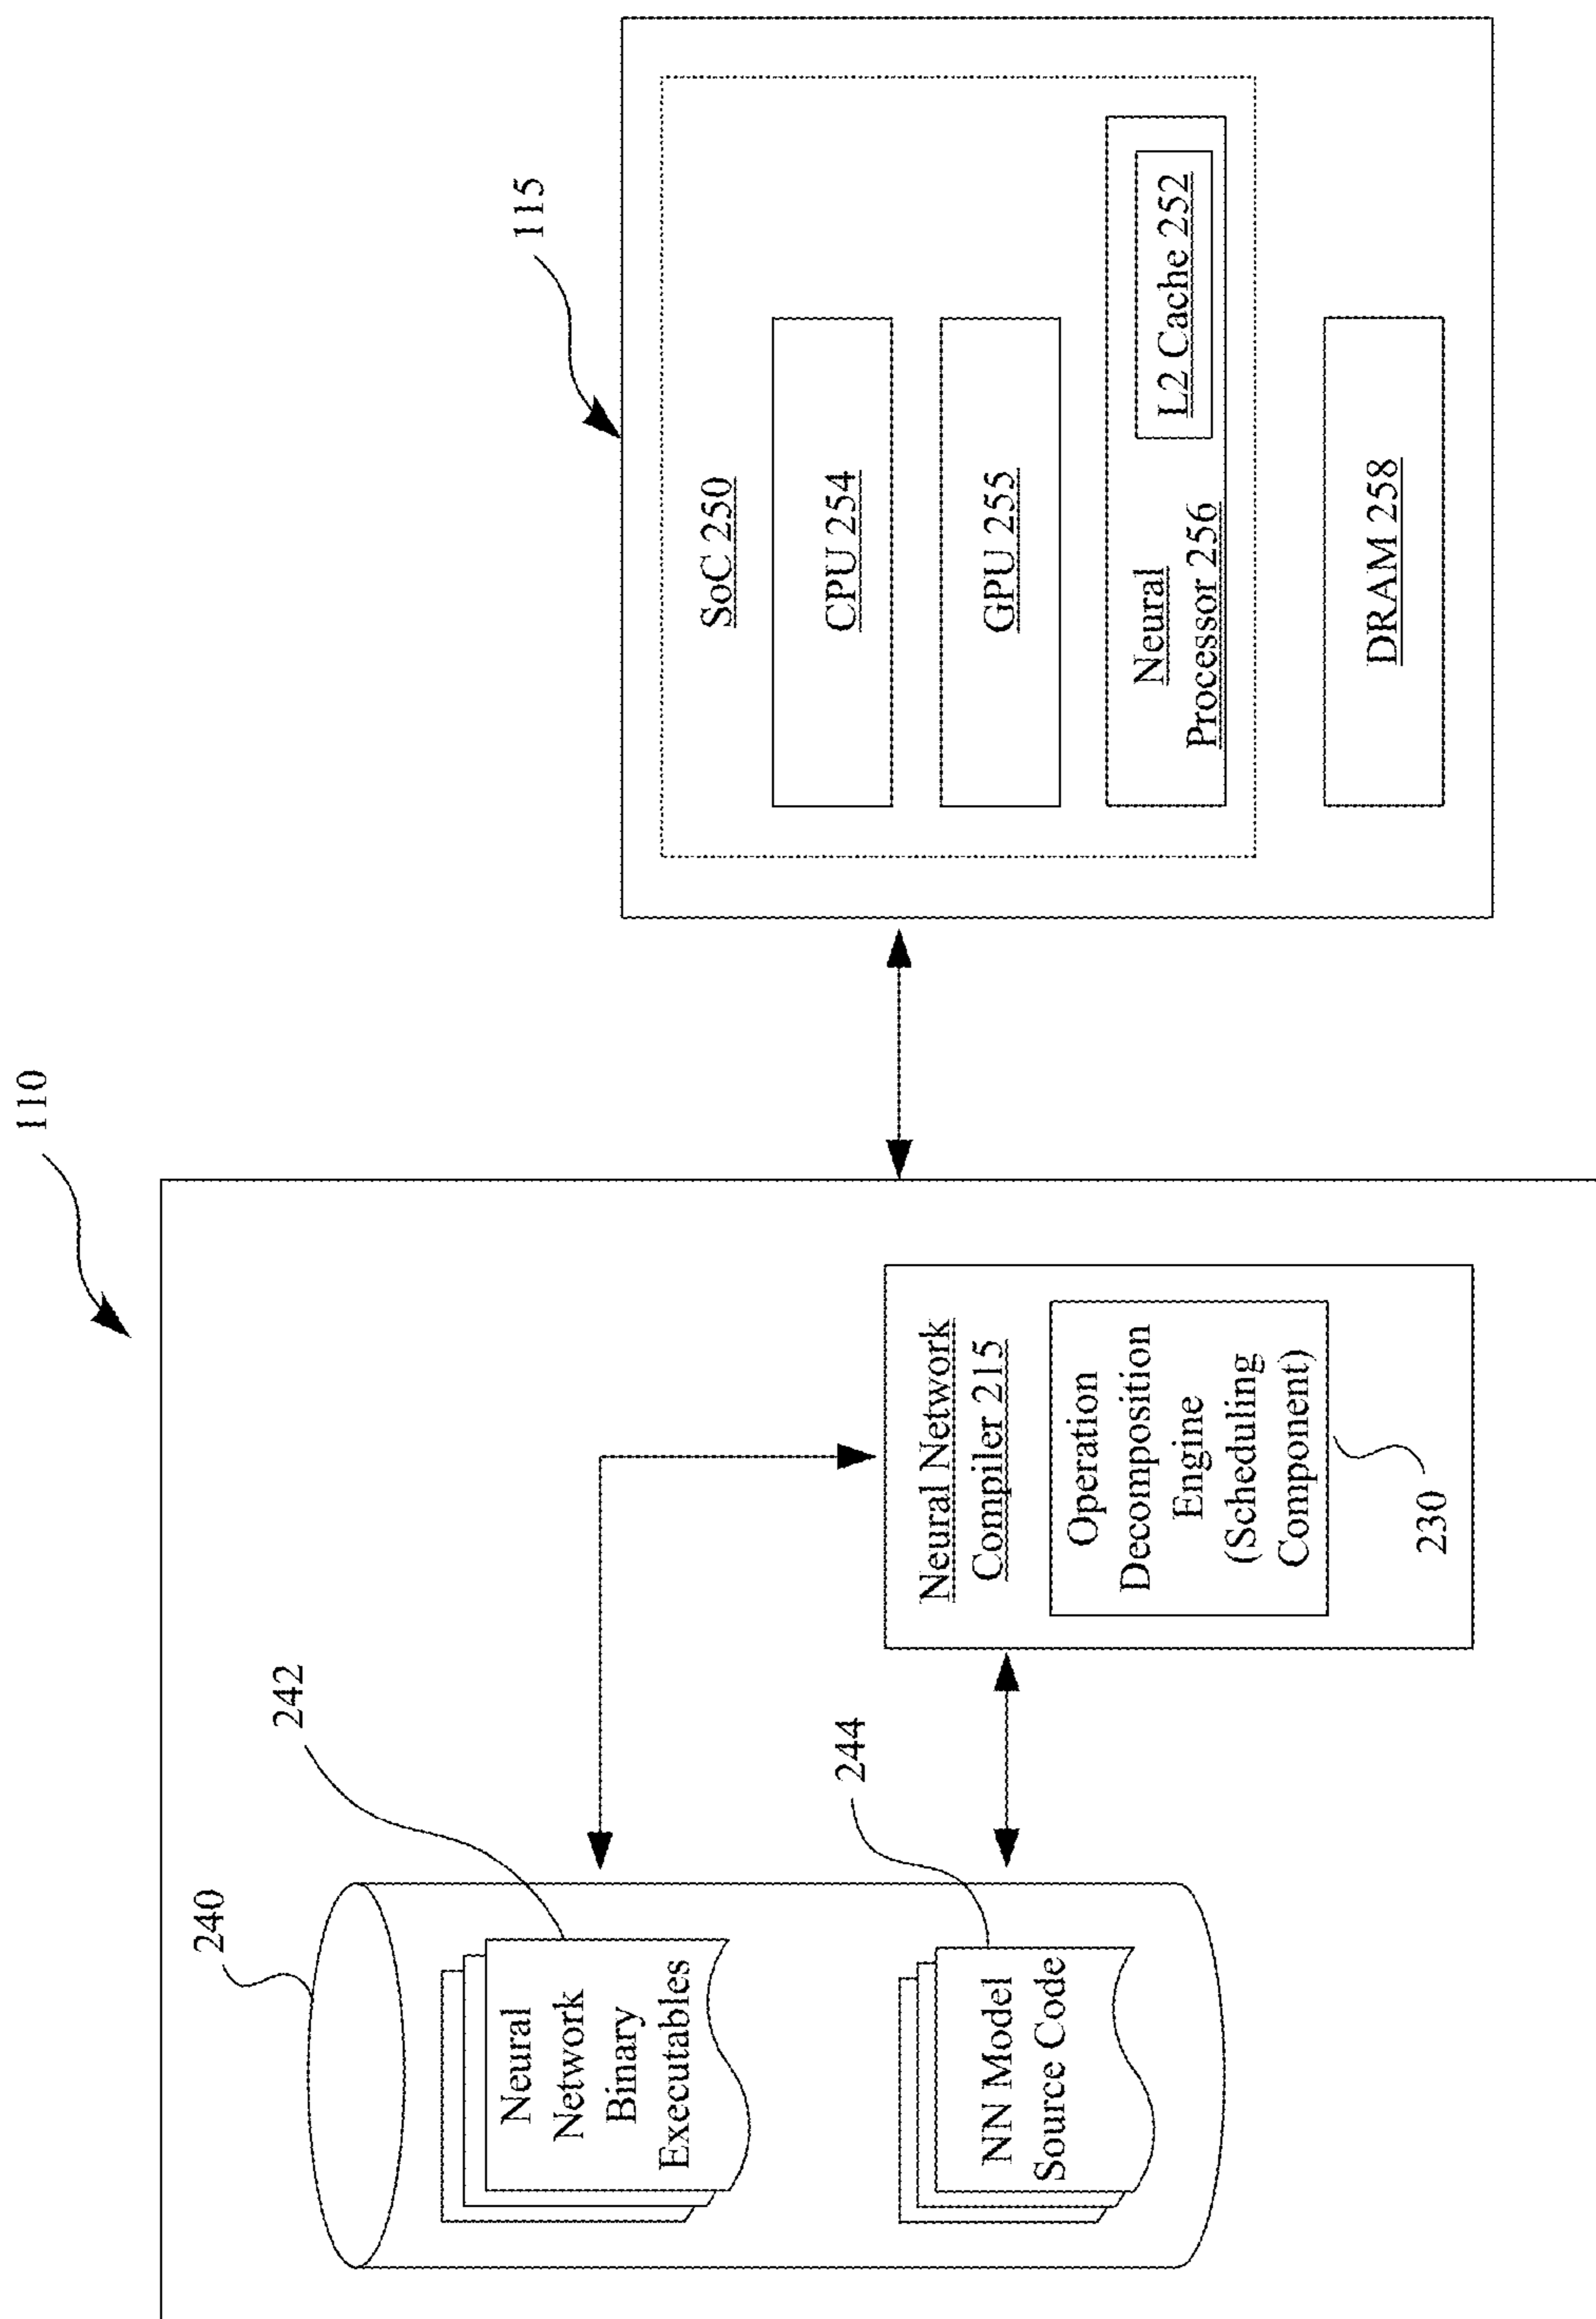 110
240
242
Neural
Network
Binary
Executables
244
NN Model
Source Code
Neural Network
Compiler 215
Operation
Decomposition
Engine
(Scheduling
Component)
230
115
SoC 250
CPU 254
GPU 255
Neural
Processor 256
L2 Cache 252
DRAM 258